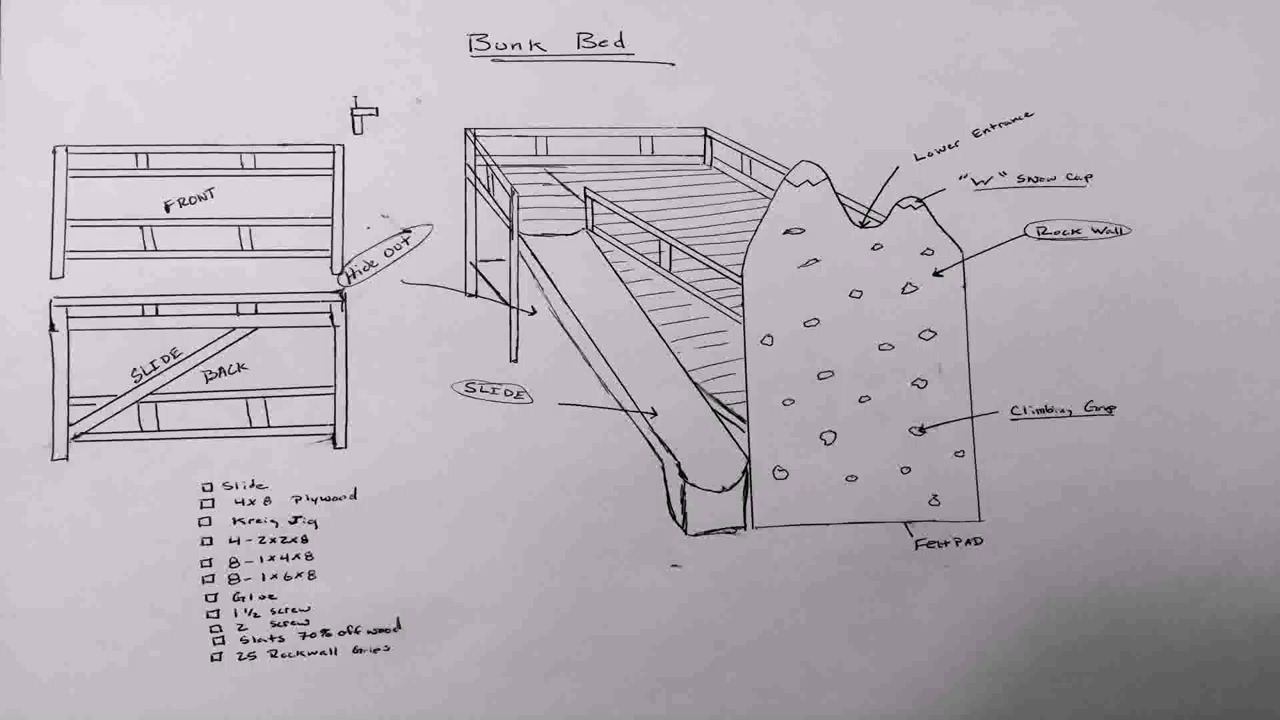 Bunk Bed
Lower Entrance
"W" Snow Cap
Rock Wall
FRONT
Hide Out
SLIDE
BACK
SLIDE
Climbing Grip
Felt PAD
Slide
4x8 Plywood
Kreig Jig
4 - 2x2x8
8 - 1x4x8
8 - 1x6x8
Glue
1 1/2 screw
2 screw
Slats 70% off wood
25 Rockwall Grips